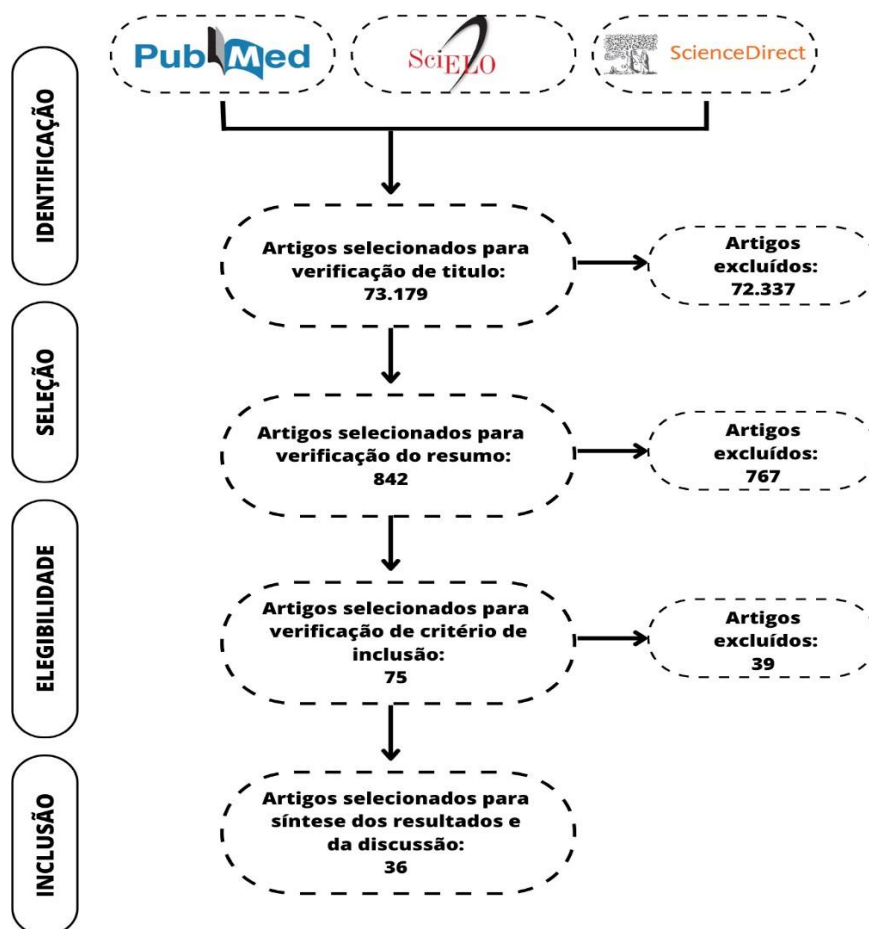 PubMed
SciELO
ScienceDirect
IDENTIFICAÇÃO
Artigos selecionados para
verificação de titulo:
73.179
Artigos
excluídos:
72.337
SELEÇÃO
Artigos selecionados para
verificação do resumo:
842
Artigos
excluídos:
767
ELEGIBILIDADE
Artigos selecionados para
verificação de critério de
inclusão:
75
Artigos
excluídos:
39
INCLUSÃO
Artigos selecionados para
síntese dos resultados e
da discussão:
36